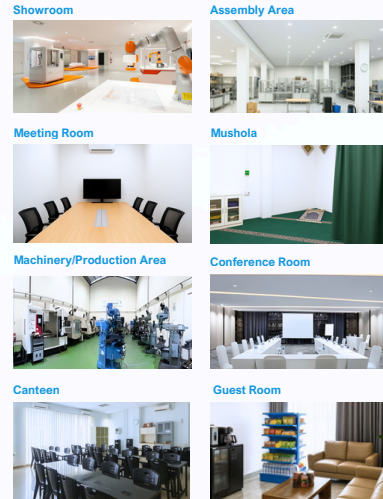 Showroom
Assembly Area
Meeting Room
Mushola
Machinery/Production Area
Conference Room
Canteen
Guest Room